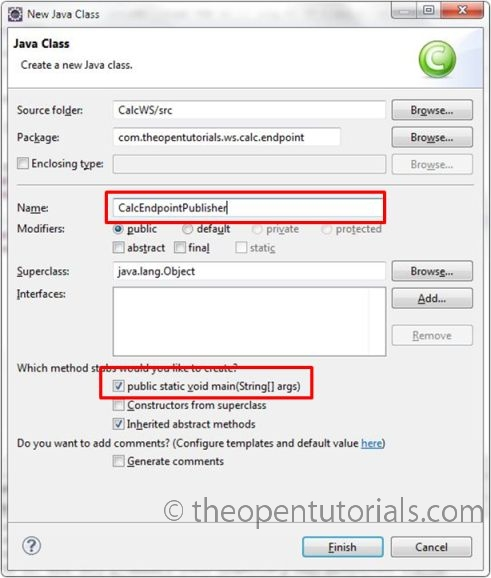 New Java Class
Java Class
Create a new Java class.
Source folder: CalcWS/src Browse...
Package: com.theopentutorials.ws.calc.endpoint Browse...
Enclosing type: Browse...
Name: CalcEndpointPublisher
Modifiers: public default private protected
abstract final static
Superclass: java.lang.Object Browse...
Interfaces: Add...
Remove
Which method stubs would you like to create?
public static void main(String[] args)
Constructors from superclass
Inherited abstract methods
Do you want to add comments? (Configure templates and default value here)
Generate comments
© theopentutorials.com
? Finish Cancel